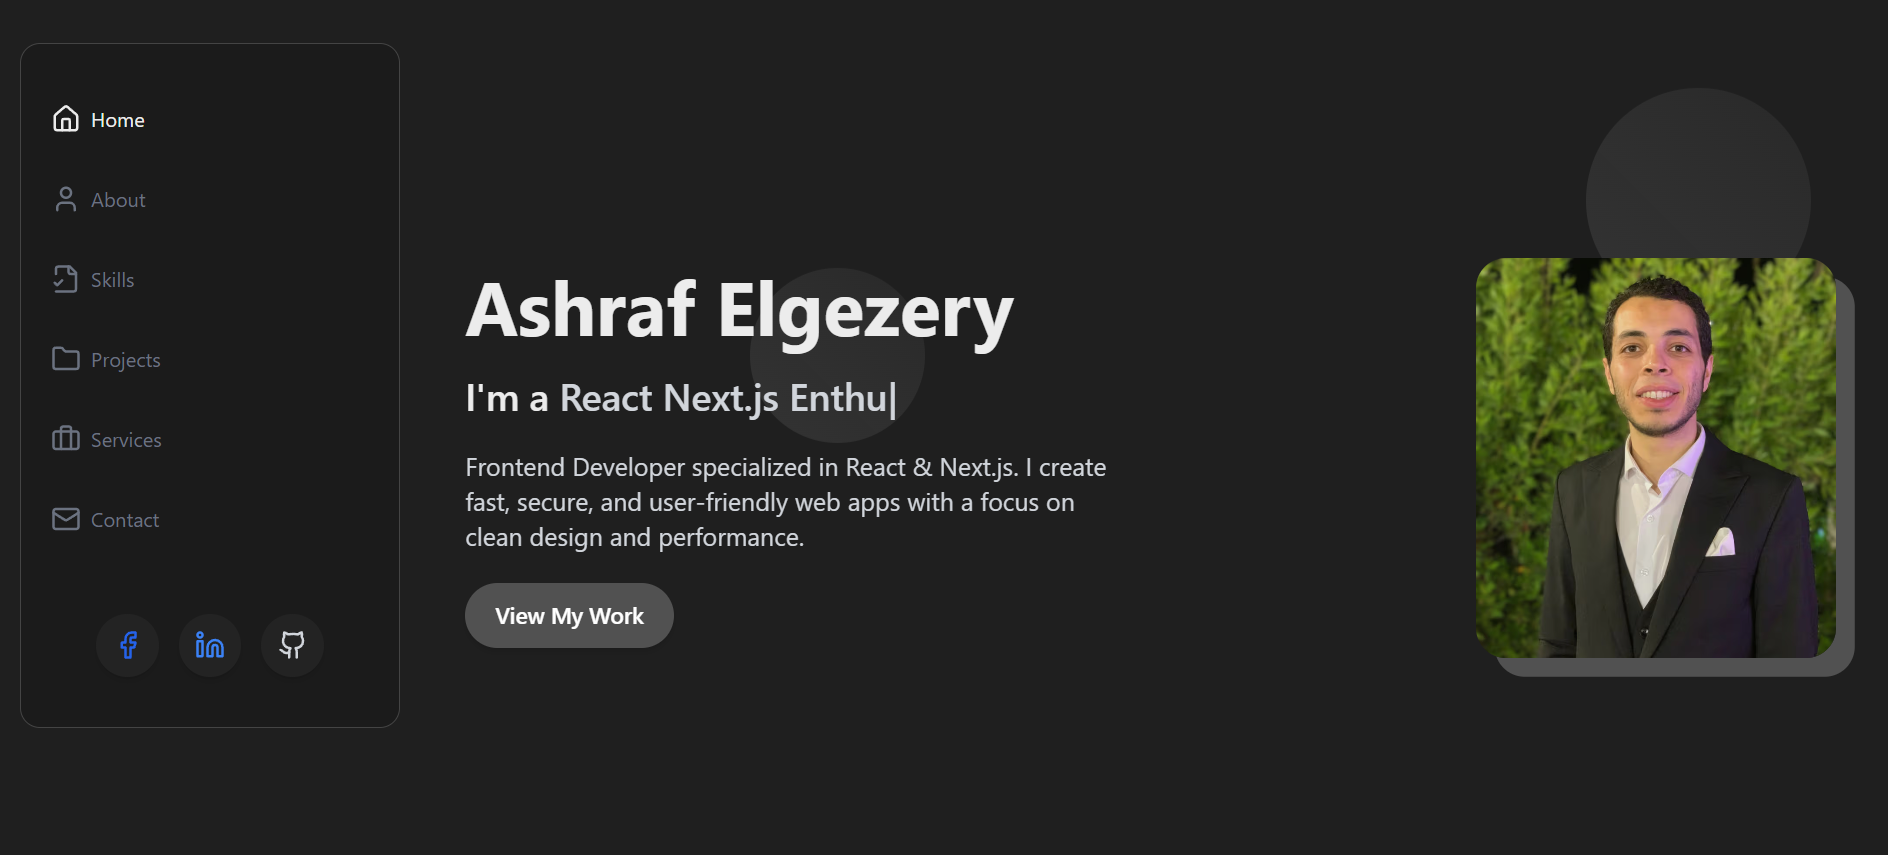 Home
About
Skills
Projects
Services
Contact
Ashraf Elgezery
I'm a React Next.js Enthu|
Frontend Developer specialized in React & Next.js. I create
fast, secure, and user-friendly web apps with a focus on
clean design and performance.
View My Work